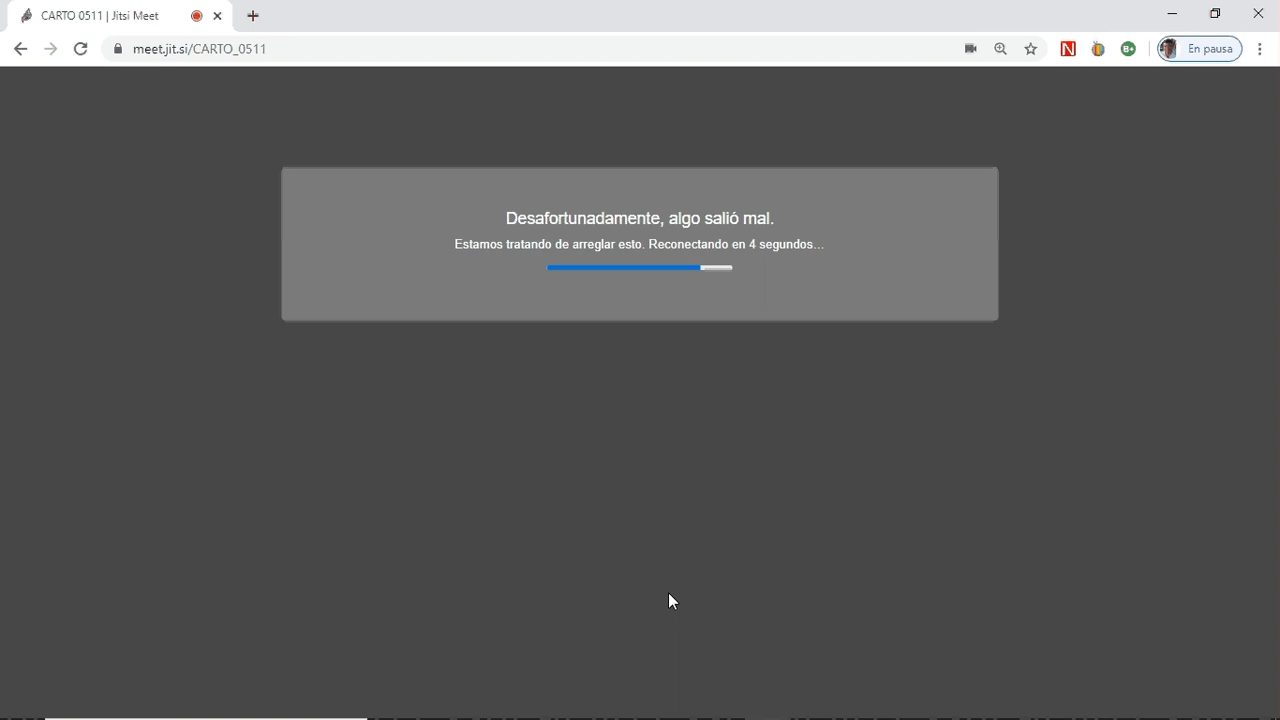 CARTO 0511 | Jitsi Meet
meet.jit.si/CARTO_0511
N
B+
En pausa
Desafortunadamente, algo salió mal.
Estamos tratando de arreglar esto. Reconectando en 4 segundos...